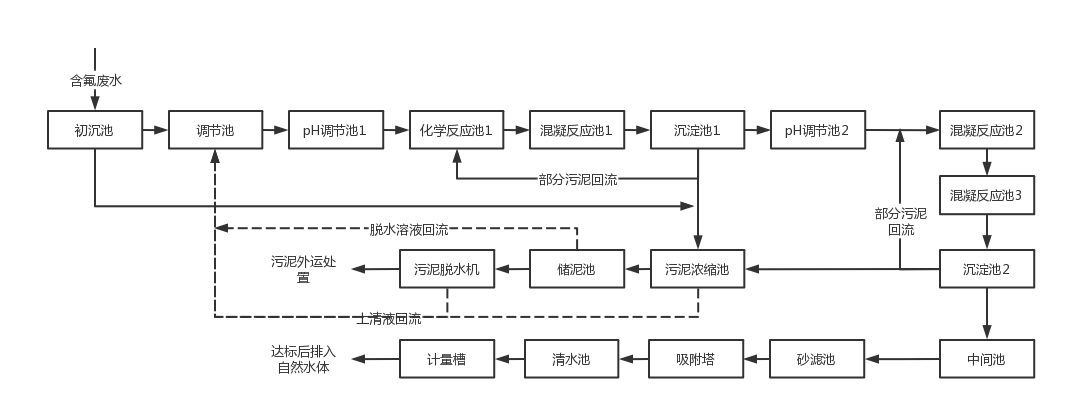 含氟废水
初沉池
调节池
pH调节池1
化学反应池1
混凝反应池1
沉淀池1
pH调节池2
混凝反应池2
部分污泥回流
混凝反应池3
部分污泥
回流
脱水溶液回流
污泥外运处
置
污泥脱水机
储泥池
污泥浓缩池
沉淀池2
上清液回流
达标后排入
自然水体
计量槽
清水池
吸附塔
砂滤池
中间池